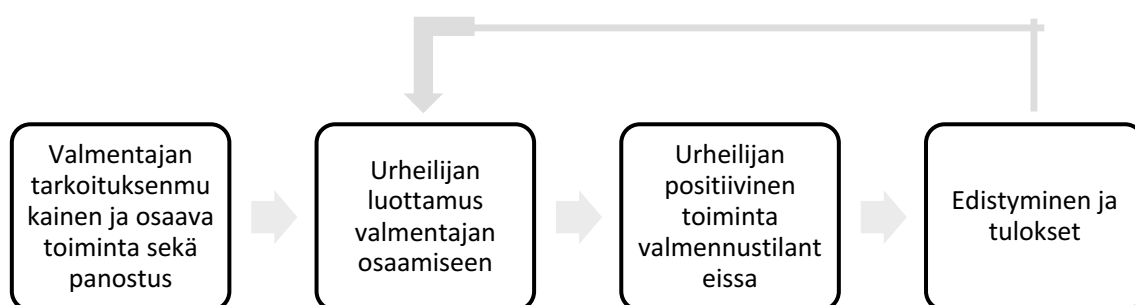 Valmentajan
tarkoituksenmu
kainen ja osaava
toiminta sekä
panostus
Urheilijan
luottamus
valmentajan
osaamiseen
Urheilijan
positiivinen
toiminta
valmennustilant
eissa
Edistyminen ja
tulokset